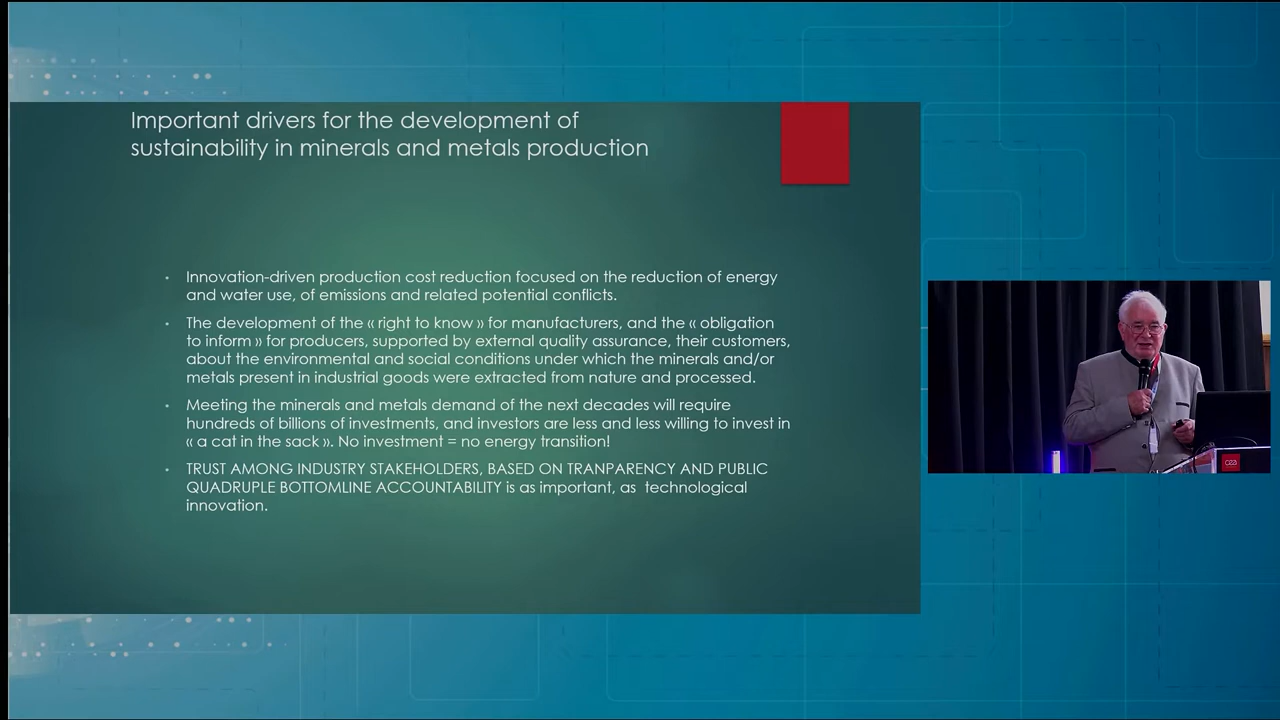 Important drivers for the development of
sustainability in minerals and metals production
• Innovation-driven production cost reduction focused on the reduction of energy
and water use, of emissions and related potential conflicts.
• The development of the « right to know » for manufacturers, and the « obligation
to inform » for producers, supported by external quality assurance, their customers,
about the environmental and social conditions under which the minerals and/or
metals present in industrial goods were extracted from nature and processed.
• Meeting the minerals and metals demand of the next decades will require
hundreds of billions of investments, and investors are less and less willing to invest in
« a cat in the sack ». No investment = no energy transition!
• TRUST AMONG INDUSTRY STAKEHOLDERS, BASED ON TRANPARENCY AND PUBLIC
QUADRUPLE BOTTOMLINE ACCOUNTABILITY is as important, as technological
innovation.
cea